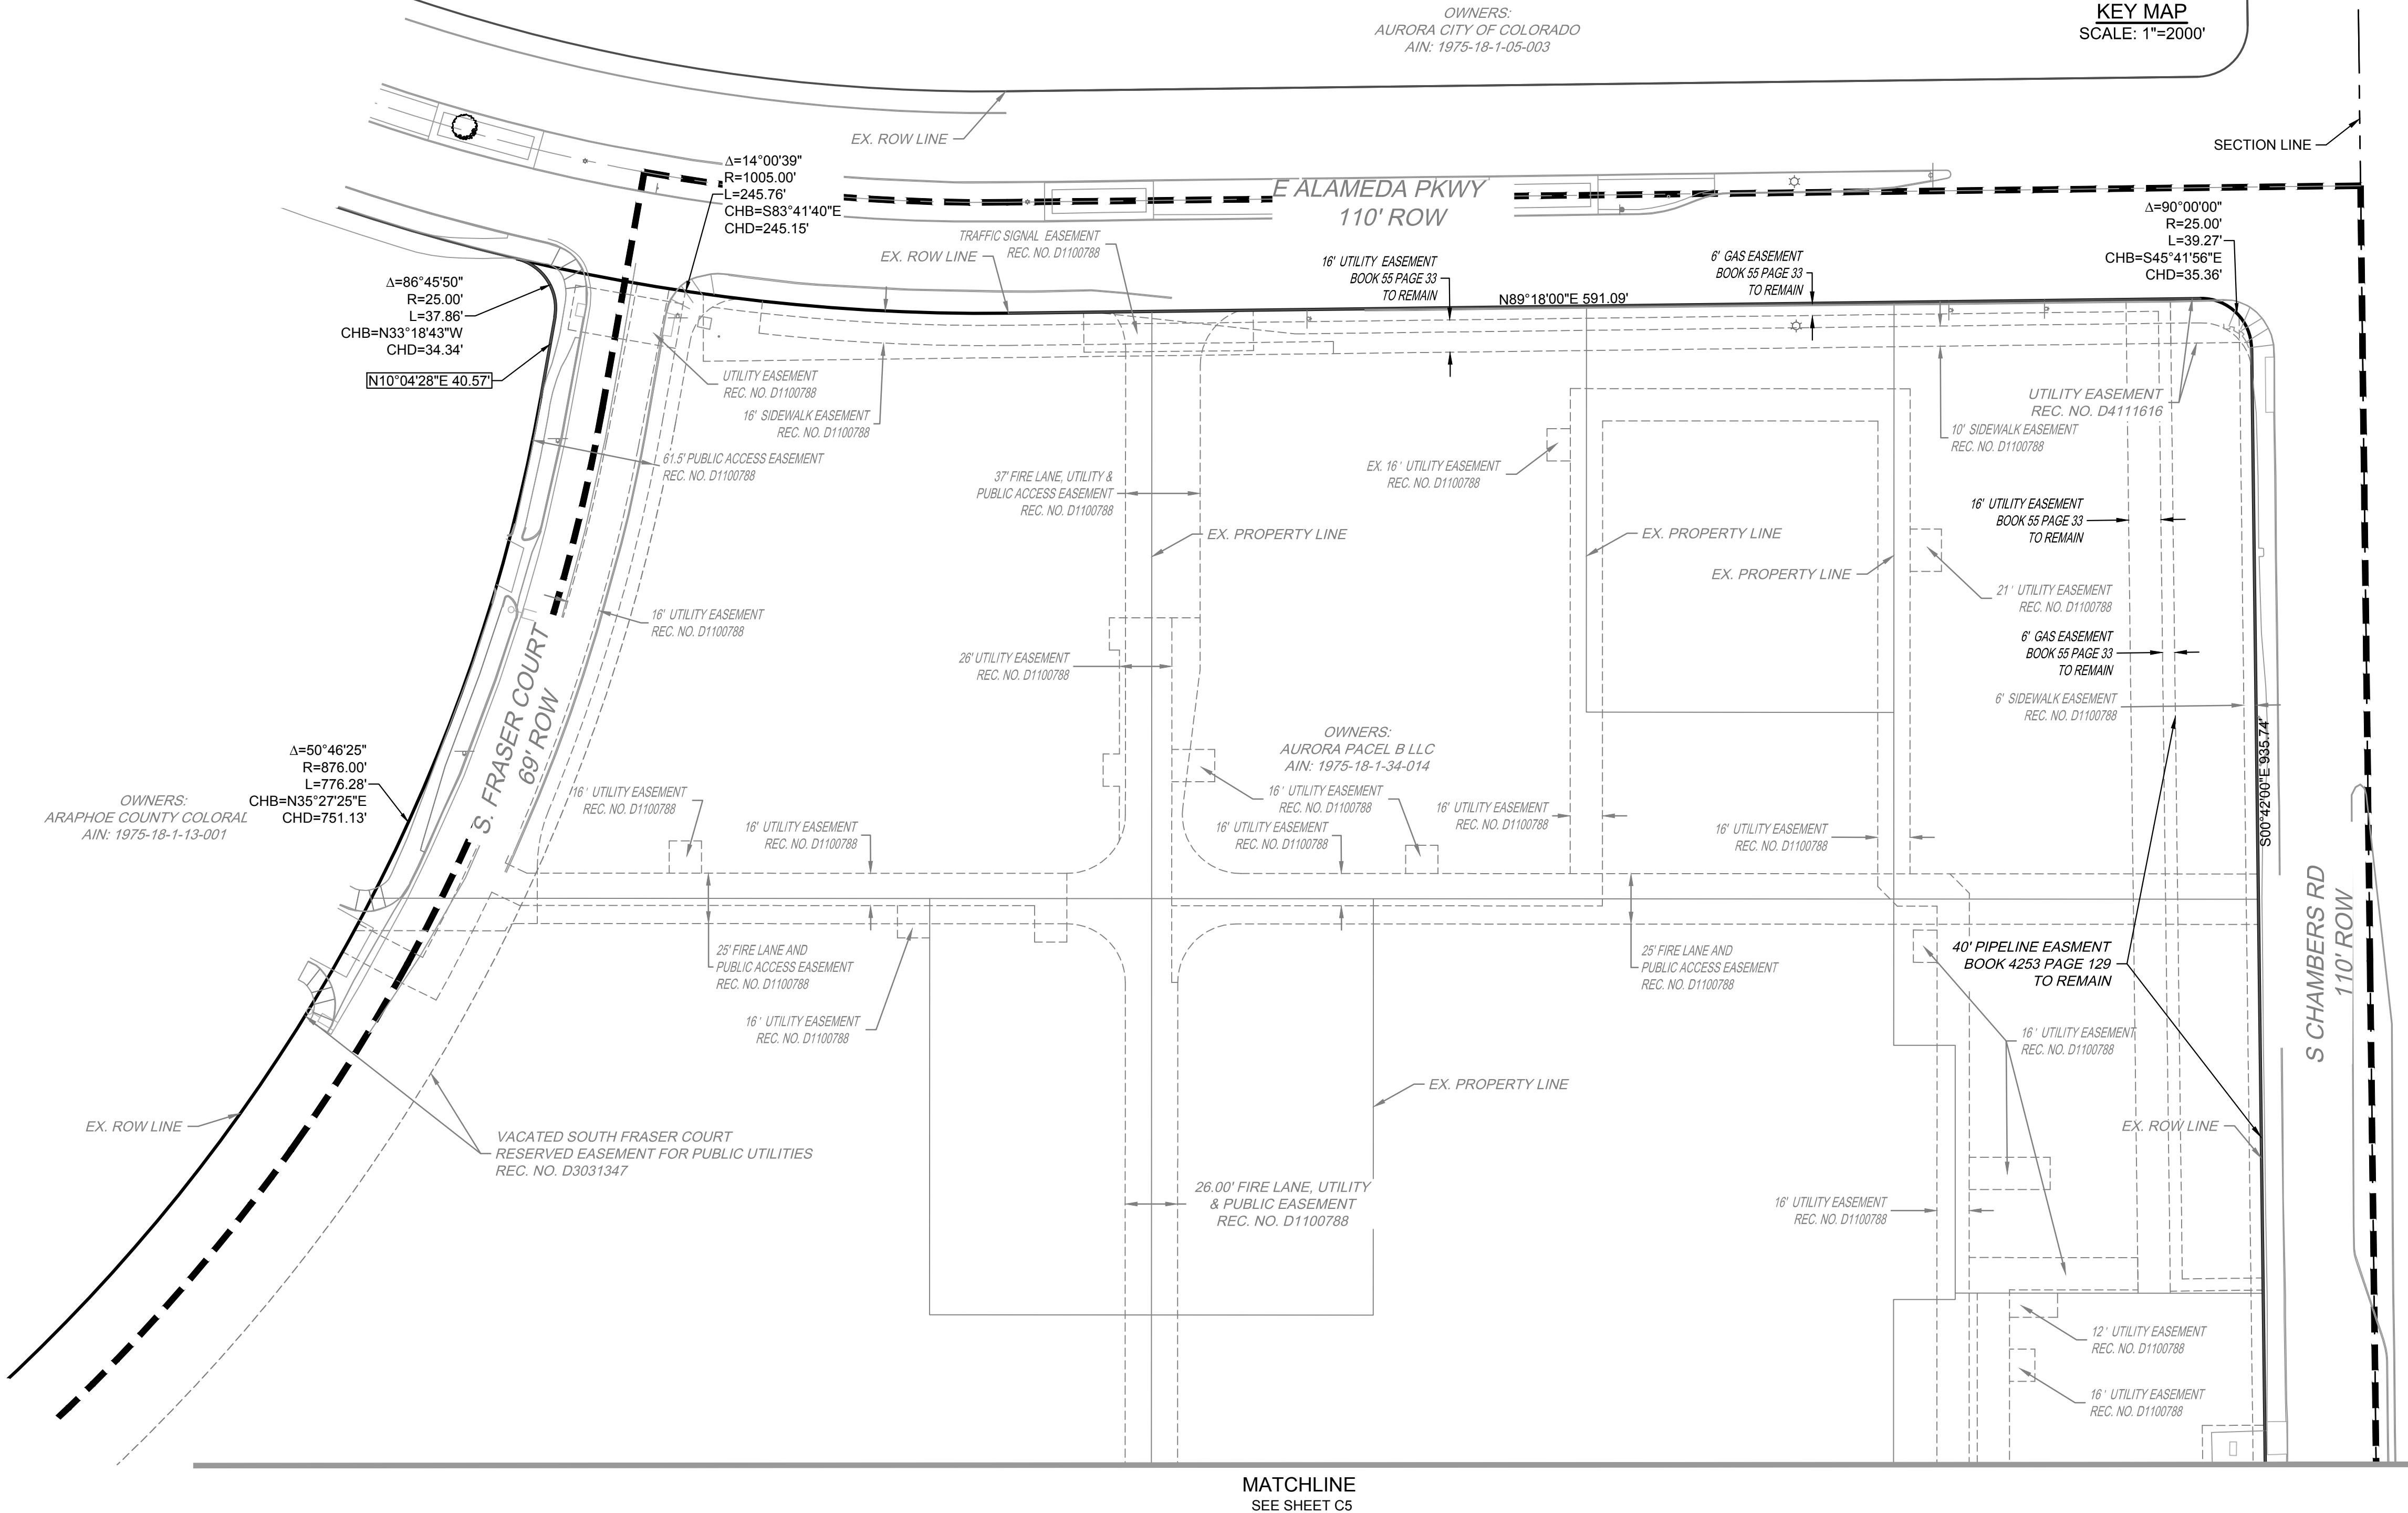 OWNERS:
AURORA CITY OF COLORADO
AIN: 1975-18-1-05-003
KEY MAP
SCALE: 1"=2000'
EX. ROW LINE
SECTION LINE
Δ=14°00'39"
R=1005.00'
L=245.76'
CHB=S83°41'40"E
CHD=245.15'
E ALAMEDA PKWY
110' ROW
Δ=90°00'00"
R=25.00'
L=39.27'
CHB=S45°41'56"E
CHD=35.36'
TRAFFIC SIGNAL EASEMENT
REC. NO. D1100788
EX. ROW LINE
16' UTILITY EASEMENT
BOOK 55 PAGE 33
TO REMAIN
6' GAS EASEMENT
BOOK 55 PAGE 33
TO REMAIN
N89°18'00"E 591.09'
Δ=86°45'50"
R=25.00'
L=37.86'
CHB=N33°18'43"W
CHD=34.34'
N10°04'28"E 40.57'
UTILITY EASEMENT
REC. NO. D1100788
16' SIDEWALK EASEMENT
REC. NO. D1100788
UTILITY EASEMENT
REC. NO. D4111616
10' SIDEWALK EASEMENT
REC. NO. D1100788
61.5' PUBLIC ACCESS EASEMENT
REC. NO. D1100788
37' FIRE LANE, UTILITY &
PUBLIC ACCESS EASEMENT
REC. NO. D1100788
EX. 16' UTILITY EASEMENT
REC. NO. D1100788
16' UTILITY EASEMENT
BOOK 55 PAGE 33
TO REMAIN
EX. PROPERTY LINE
EX. PROPERTY LINE
EX. PROPERTY LINE
21' UTILITY EASEMENT
REC. NO. D1100788
16' UTILITY EASEMENT
REC. NO. D1100788
6' GAS EASEMENT
BOOK 55 PAGE 33
TO REMAIN
26' UTILITY EASEMENT
REC. NO. D1100788
6' SIDEWALK EASEMENT
REC. NO. D1100788
S. FRASER COURT
69' ROW
OWNERS:
AURORA PACEL B LLC
AIN: 1975-18-1-34-014
S00°42'00"E 935.74'
Δ=50°46'25"
R=876.00'
L=776.28'
CHB=N35°27'25"E
CHD=751.13'
OWNERS:
ARAPHOE COUNTY COLORAD
AIN: 1975-18-1-13-001
16' UTILITY EASEMENT
REC. NO. D1100788
16' UTILITY EASEMENT
REC. NO. D1100788
16' UTILITY EASEMENT
REC. NO. D1100788
16' UTILITY EASEMENT
REC. NO. D1100788
16' UTILITY EASEMENT
REC. NO. D1100788
16' UTILITY EASEMENT
REC. NO. D1100788
S CHAMBERS RD
110' ROW
25' FIRE LANE AND
PUBLIC ACCESS EASEMENT
REC. NO. D1100788
25' FIRE LANE AND
PUBLIC ACCESS EASEMENT
REC. NO. D1100788
40' PIPELINE EASMENT
BOOK 4253 PAGE 129
TO REMAIN
16' UTILITY EASEMENT
REC. NO. D1100788
16' UTILITY EASEMENT
REC. NO. D1100788
EX. PROPERTY LINE
EX. ROW LINE
EX. ROW LINE
VACATED SOUTH FRASER COURT
RESERVED EASEMENT FOR PUBLIC UTILITIES
REC. NO. D3031347
26.00' FIRE LANE, UTILITY
& PUBLIC EASEMENT
REC. NO. D1100788
16' UTILITY EASEMENT
REC. NO. D1100788
12' UTILITY EASEMENT
REC. NO. D1100788
16' UTILITY EASEMENT
REC. NO. D1100788
MATCHLINE
SEE SHEET C5